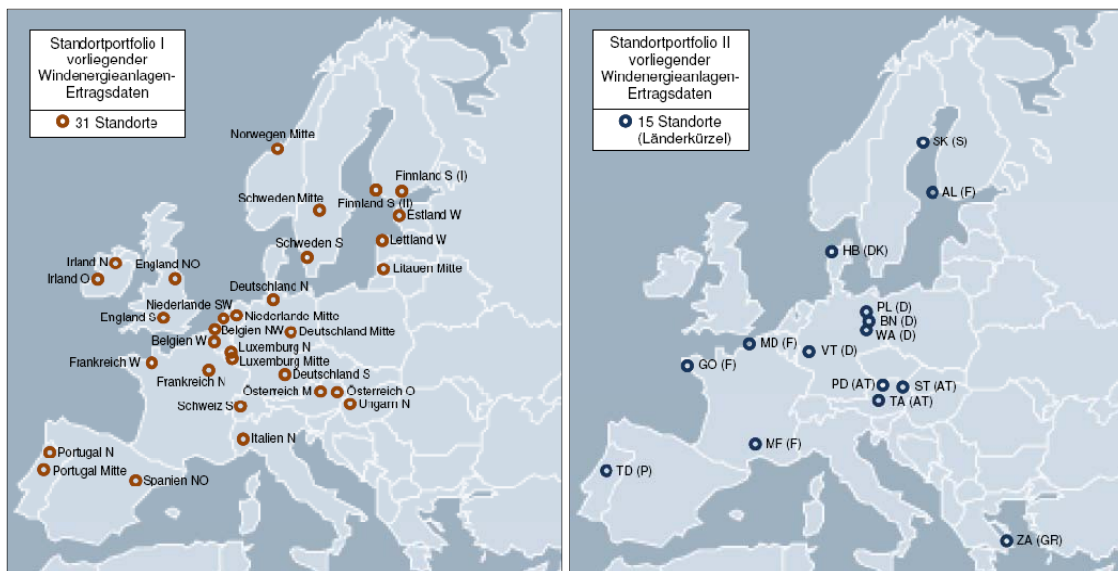 Standortportfolio I
vorliegender
Windenergieanlagen-
Ertragsdaten
31 Standorte
Norwegen Mitte
Finnland S (I)
Schweden Mitte
Finnland S (II)
Estland W
Lettland W
Schweden S
Irland N
England NO
Litauen Mitte
Irland O
Deutschland N
Niederlande SW
Niederlande Mitte
England S
Belgien NW
Deutschland Mitte
Belgien W
Luxemburg N
Luxemburg Mitte
Frankreich W
Frankreich N
Deutschland S
Österreich M
Österreich O
Schweiz S
Ungarn N
Italien N
Portugal N
Portugal Mitte
Spanien NO
Standortportfolio II
vorliegender
Windenergieanlagen-
Ertragsdaten
15 Standorte
(Länderkürzel)
SK (S)
AL (F)
HB (DK)
PL (D)
BN (D)
WA (D)
MD (F)
VT (D)
GO (F)
PD (AT)
ST (AT)
TA (AT)
MF (F)
TD (P)
ZA (GR)